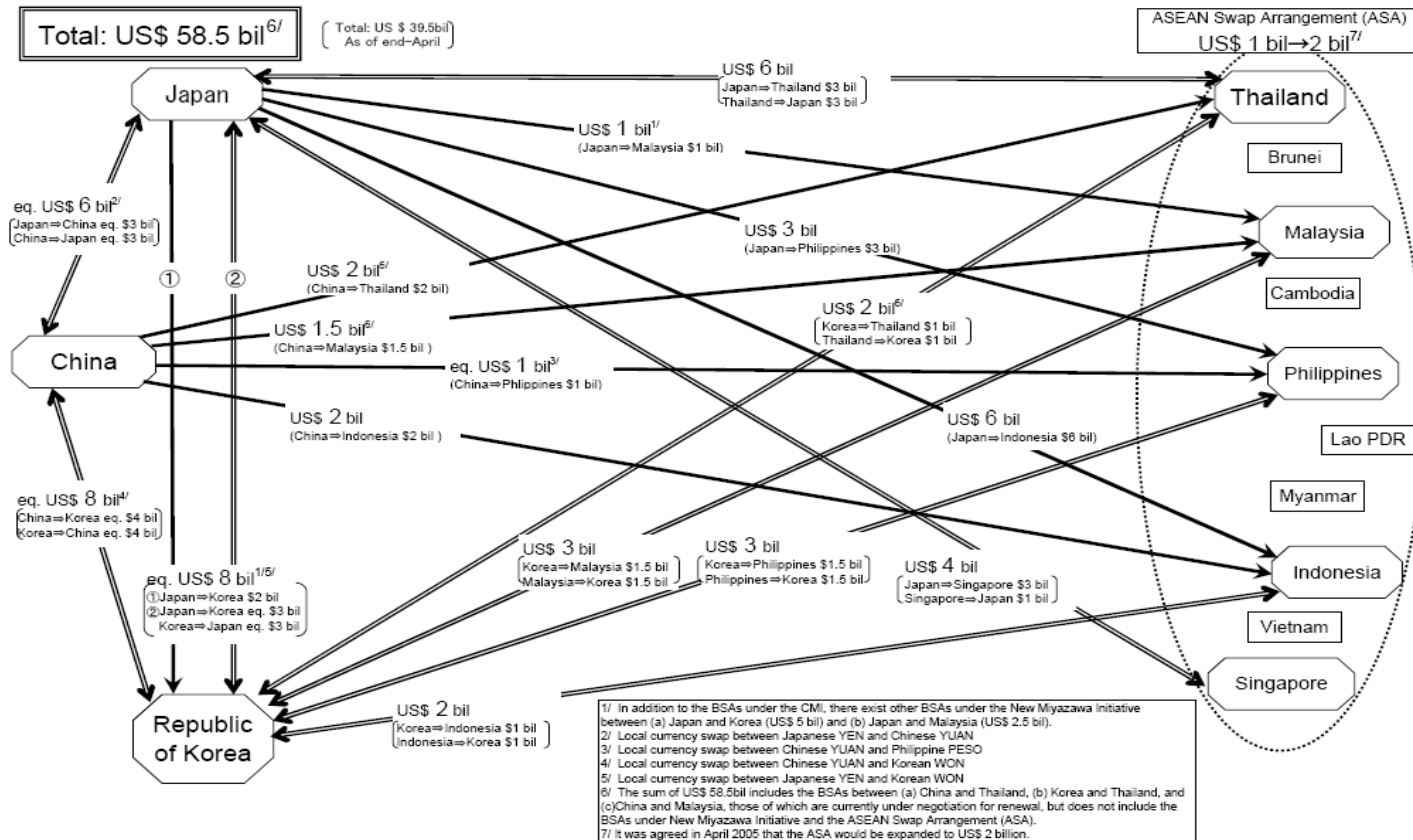 Total: US$ 58.5 bil6/
Total: US $ 39.5bil
As of end-April
ASEAN Swap Arrangement (ASA)
US$ 1 bil→2 bil7/
Japan
US$ 6 bil
Japan⇒Thailand $3 bil
Thailand⇒Japan $3 bil
Thailand
US$ 1 bil1/
(Japan⇒Malaysia $1 bil)
Brunei
eq. US$ 6 bil2/
Japan⇒China eq. $3 bil
China⇒Japan eq. $3 bil
US$ 3 bil
(Japan⇒Philippines $3 bil)
Malaysia
①
②
US$ 2 bil6/
(China⇒Thailand $2 bil)
Cambodia
US$ 2 bil6/
Korea⇒Thailand $1 bil
Thailand⇒Korea $1 bil
US$ 1.5 bil6/
(China⇒Malaysia $1.5 bil )
China
eq. US$ 1 bil3/
(China⇒Phlippines $1 bil)
Philippines
US$ 2 bil
(China⇒Indonesia $2 bil )
US$ 6 bil
(Japan⇒Indonesia $6 bil)
Lao PDR
eq. US$ 8 bil4/
China⇒Korea eq. $4 bil
Korea⇒China eq. $4 bil
Myanmar
US$ 3 bil
Korea⇒Malaysia $1.5 bil
Malaysia⇒Korea $1.5 bil
US$ 3 bil
Korea⇒Philippines $1.5 bil
Philippines⇒Korea $1.5 bil
US$ 4 bil
Japan⇒Singapore $3 bil
Singapore⇒Japan $1 bil
eq. US$ 8 bil1/5/
①Japan⇒Korea $2 bil
②Japan⇒Korea eq. $3 bil
Korea⇒Japan eq. $3 bil
Indonesia
Vietnam
Singapore
Republic
of Korea
US$ 2 bil
Korea⇒Indonesia $1 bil
Indonesia⇒Korea $1 bil
1/ In addition to the BSAs under the CMI, there exist other BSAs under the New Miyazawa Initiative
between (a) Japan and Korea (US$ 5 bil) and (b) Japan and Malaysia (US$ 2.5 bil).
2/ Local currency swap between Japanese YEN and Chinese YUAN
3/ Local currency swap between Chinese YUAN and Philippine PESO
4/ Local currency swap between Chinese YUAN and Korean WON
5/ Local currency swap between Japanese YEN and Korean WON
6/ The sum of US$ 58.5bil includes the BSAs between (a) China and Thailand, (b) Korea and Thailand, and
(c)China and Malaysia, those of which are currently under negotiation for renewal, but does not include the
BSAs under New Miyazawa Initiative and the ASEAN Swap Arrangement (ASA).
7/ It was agreed in April 2005 that the ASA would be expanded to US$ 2 billion.